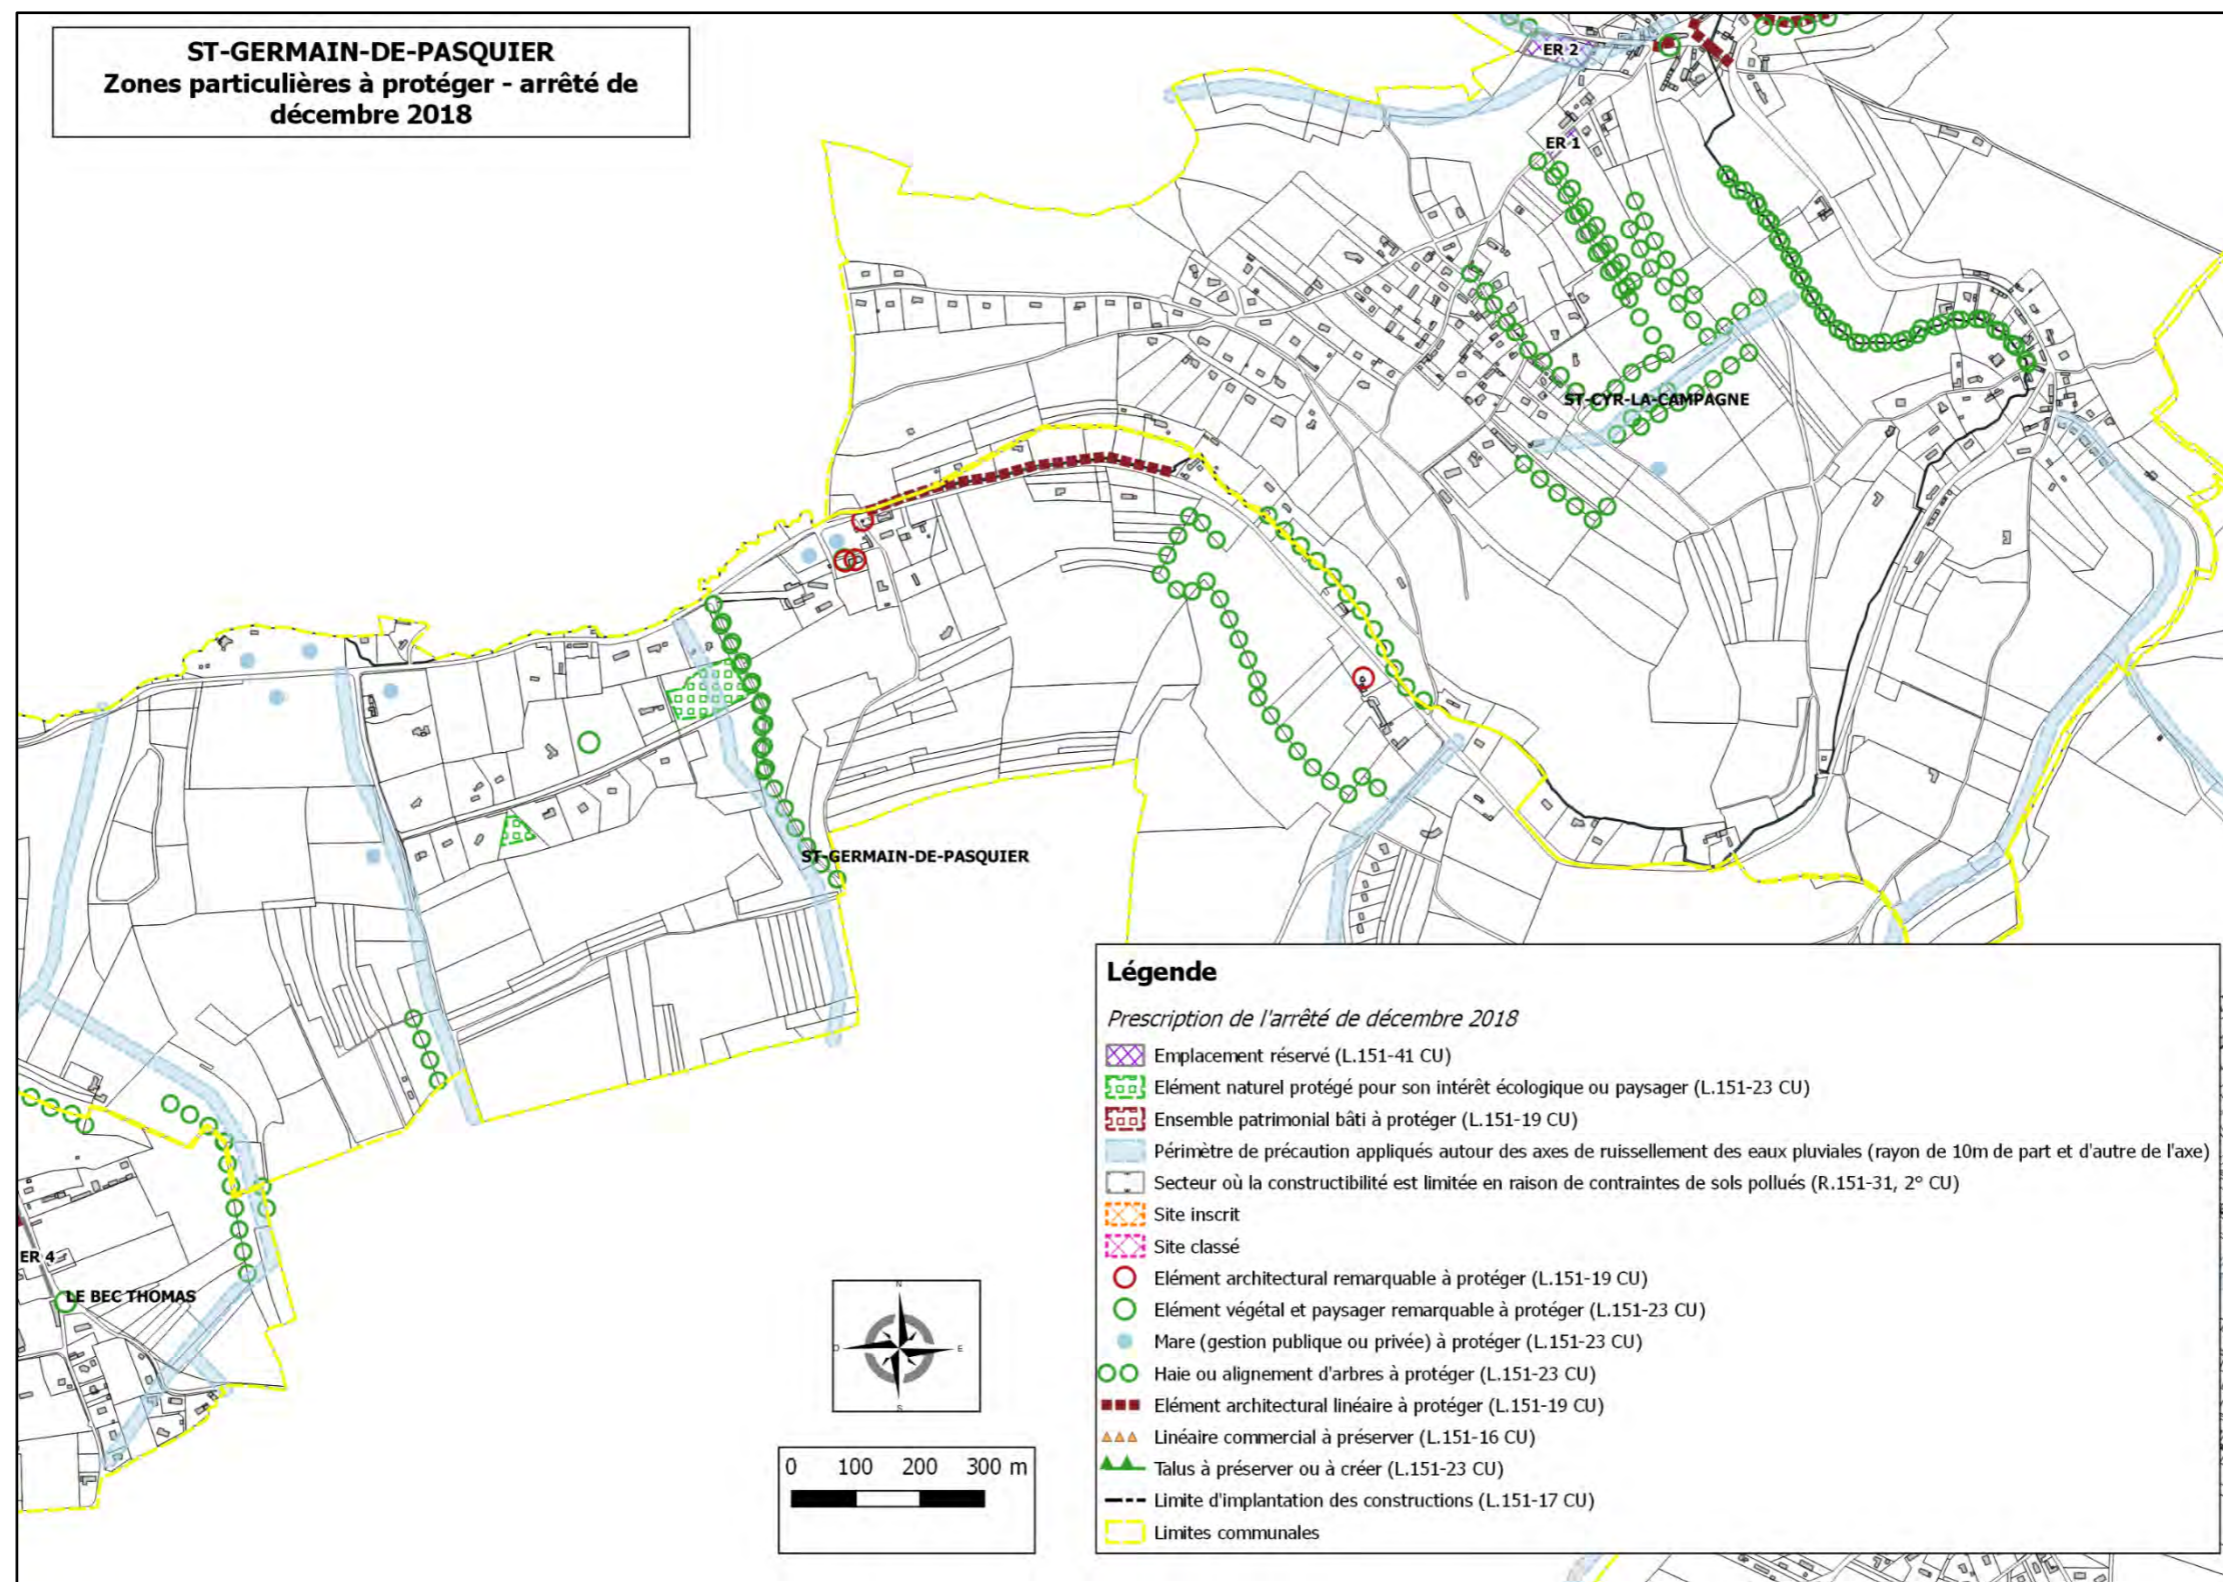 ST-GERMAIN-DE-PASQUIER
Zones particulières à protéger - arrêté de
décembre 2018
ER 2
ER 1
ST-CYR-LA-CAMPAGNE
ST-GERMAIN-DE-PASQUIER
ER 4
LE BEC THOMAS
N
O
E
S
0 100 200 300 m
Légende
Prescription de l'arrêté de décembre 2018
Emplacement réservé (L.151-41 CU)
Elément naturel protégé pour son intérêt écologique ou paysager (L.151-23 CU)
Ensemble patrimonial bâti à protéger (L.151-19 CU)
Périmètre de précaution appliqués autour des axes de ruissellement des eaux pluviales (rayon de 10m de part et d'autre de l'axe)
Secteur où la constructibilité est limitée en raison de contraintes de sols pollués (R.151-31, 2° CU)
Site inscrit
Site classé
Elément architectural remarquable à protéger (L.151-19 CU)
Elément végétal et paysager remarquable à protéger (L.151-23 CU)
Mare (gestion publique ou privée) à protéger (L.151-23 CU)
Haie ou alignement d'arbres à protéger (L.151-23 CU)
Elément architectural linéaire à protéger (L.151-19 CU)
Linéaire commercial à préserver (L.151-16 CU)
Talus à préserver ou à créer (L.151-23 CU)
Limite d'implantation des constructions (L.151-17 CU)
Limites communales